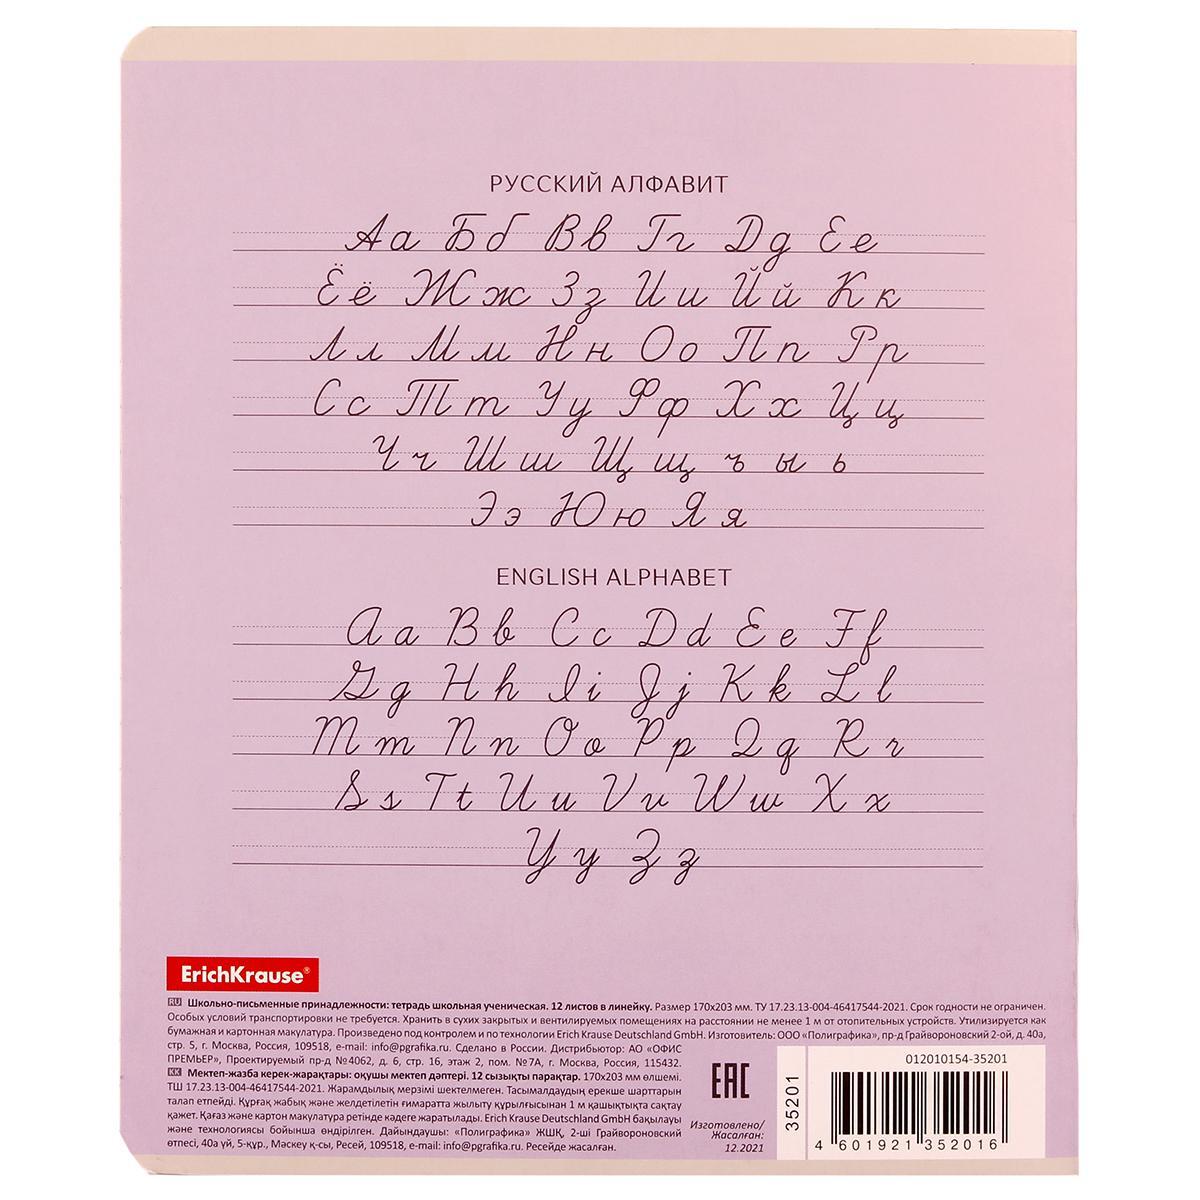 РУССКИЙ АЛФАВИТ
Аа Бб Вв Гг Дд Ее
Ёё Жж Зз Ии Йй Кк
Лл Мм Нн Оо Пп Рр
Сс Тт Уу Фф Хх Цц
Чч Шш Щщ ъ ы ь
Ээ Юю Яя
ENGLISH ALPHABET
Aa Bb Cc Dd Ee Ff
Gg Hh Ii Jj Kk Ll
Mm Nn Oo Pp Qq Rr
Ss Tt Uu Vv Ww Xx
Yy Zz
ErichKrause®
RU Школьно-письменные принадлежности: тетрадь школьная ученическая. 12 листов в линейку. Размер 170х203 мм. ТУ 17.23.13-004-46417544-2021. Срок годности не ограничен.
Особых условий транспортировки не требуется. Хранить в сухих закрытых и вентилируемых помещениях на расстоянии не менее 1 м от отопительных устройств. Утилизируется как
бумажная и картонная макулатура. Произведено под контролем и по технологии Erich Krause Deutschland GmbH. Изготовитель: ООО «Полиграфика», пр-д Грайвороновский 2-ой, д. 40а,
стр. 5, г. Москва, Россия, 109518, e-mail: info@pgrafika.ru. Сделано в России. Дистрибьютор: АО «ОФИС
ПРЕМЬЕР», Проектируемый пр-д №4062, д. 6, стр. 16, этаж 2, пом. №7А, г. Москва, Россия, 115432.
KK Мектеп-жазба керек-жарақтары: оқушы мектеп дәптері. 12 сызықты парақтар. 170х203 мм өлшемі.
ТШ 17.23.13-004-46417544-2021. Жарамдылық мерзімі шектелмеген. Тасымалдаудың ерекше шарттарын
талап етпейді. Құрғақ жабық және желдетілетін ғимаратта жылыту құрылғысынан 1 м қашықтықта сақтау
қажет. Қағаз және картон макулатура ретінде кәдеге жаратылады. Erich Krause Deutschland GmbH бақылауы
және технологиясы бойынша өндірілген. Дайындаушы: «Полиграфика» ЖШҚ, 2-ші Грайвороновский
өтпесі, 40а үй, 5-құр., Мәскеу қ-сы, Ресей, 109518, e-mail: info@pgrafika.ru. Ресейде жасалған.
EAC
Изготовлено/
Жасалған:
12.2021
35201
012010154-35201
4 601921 352016